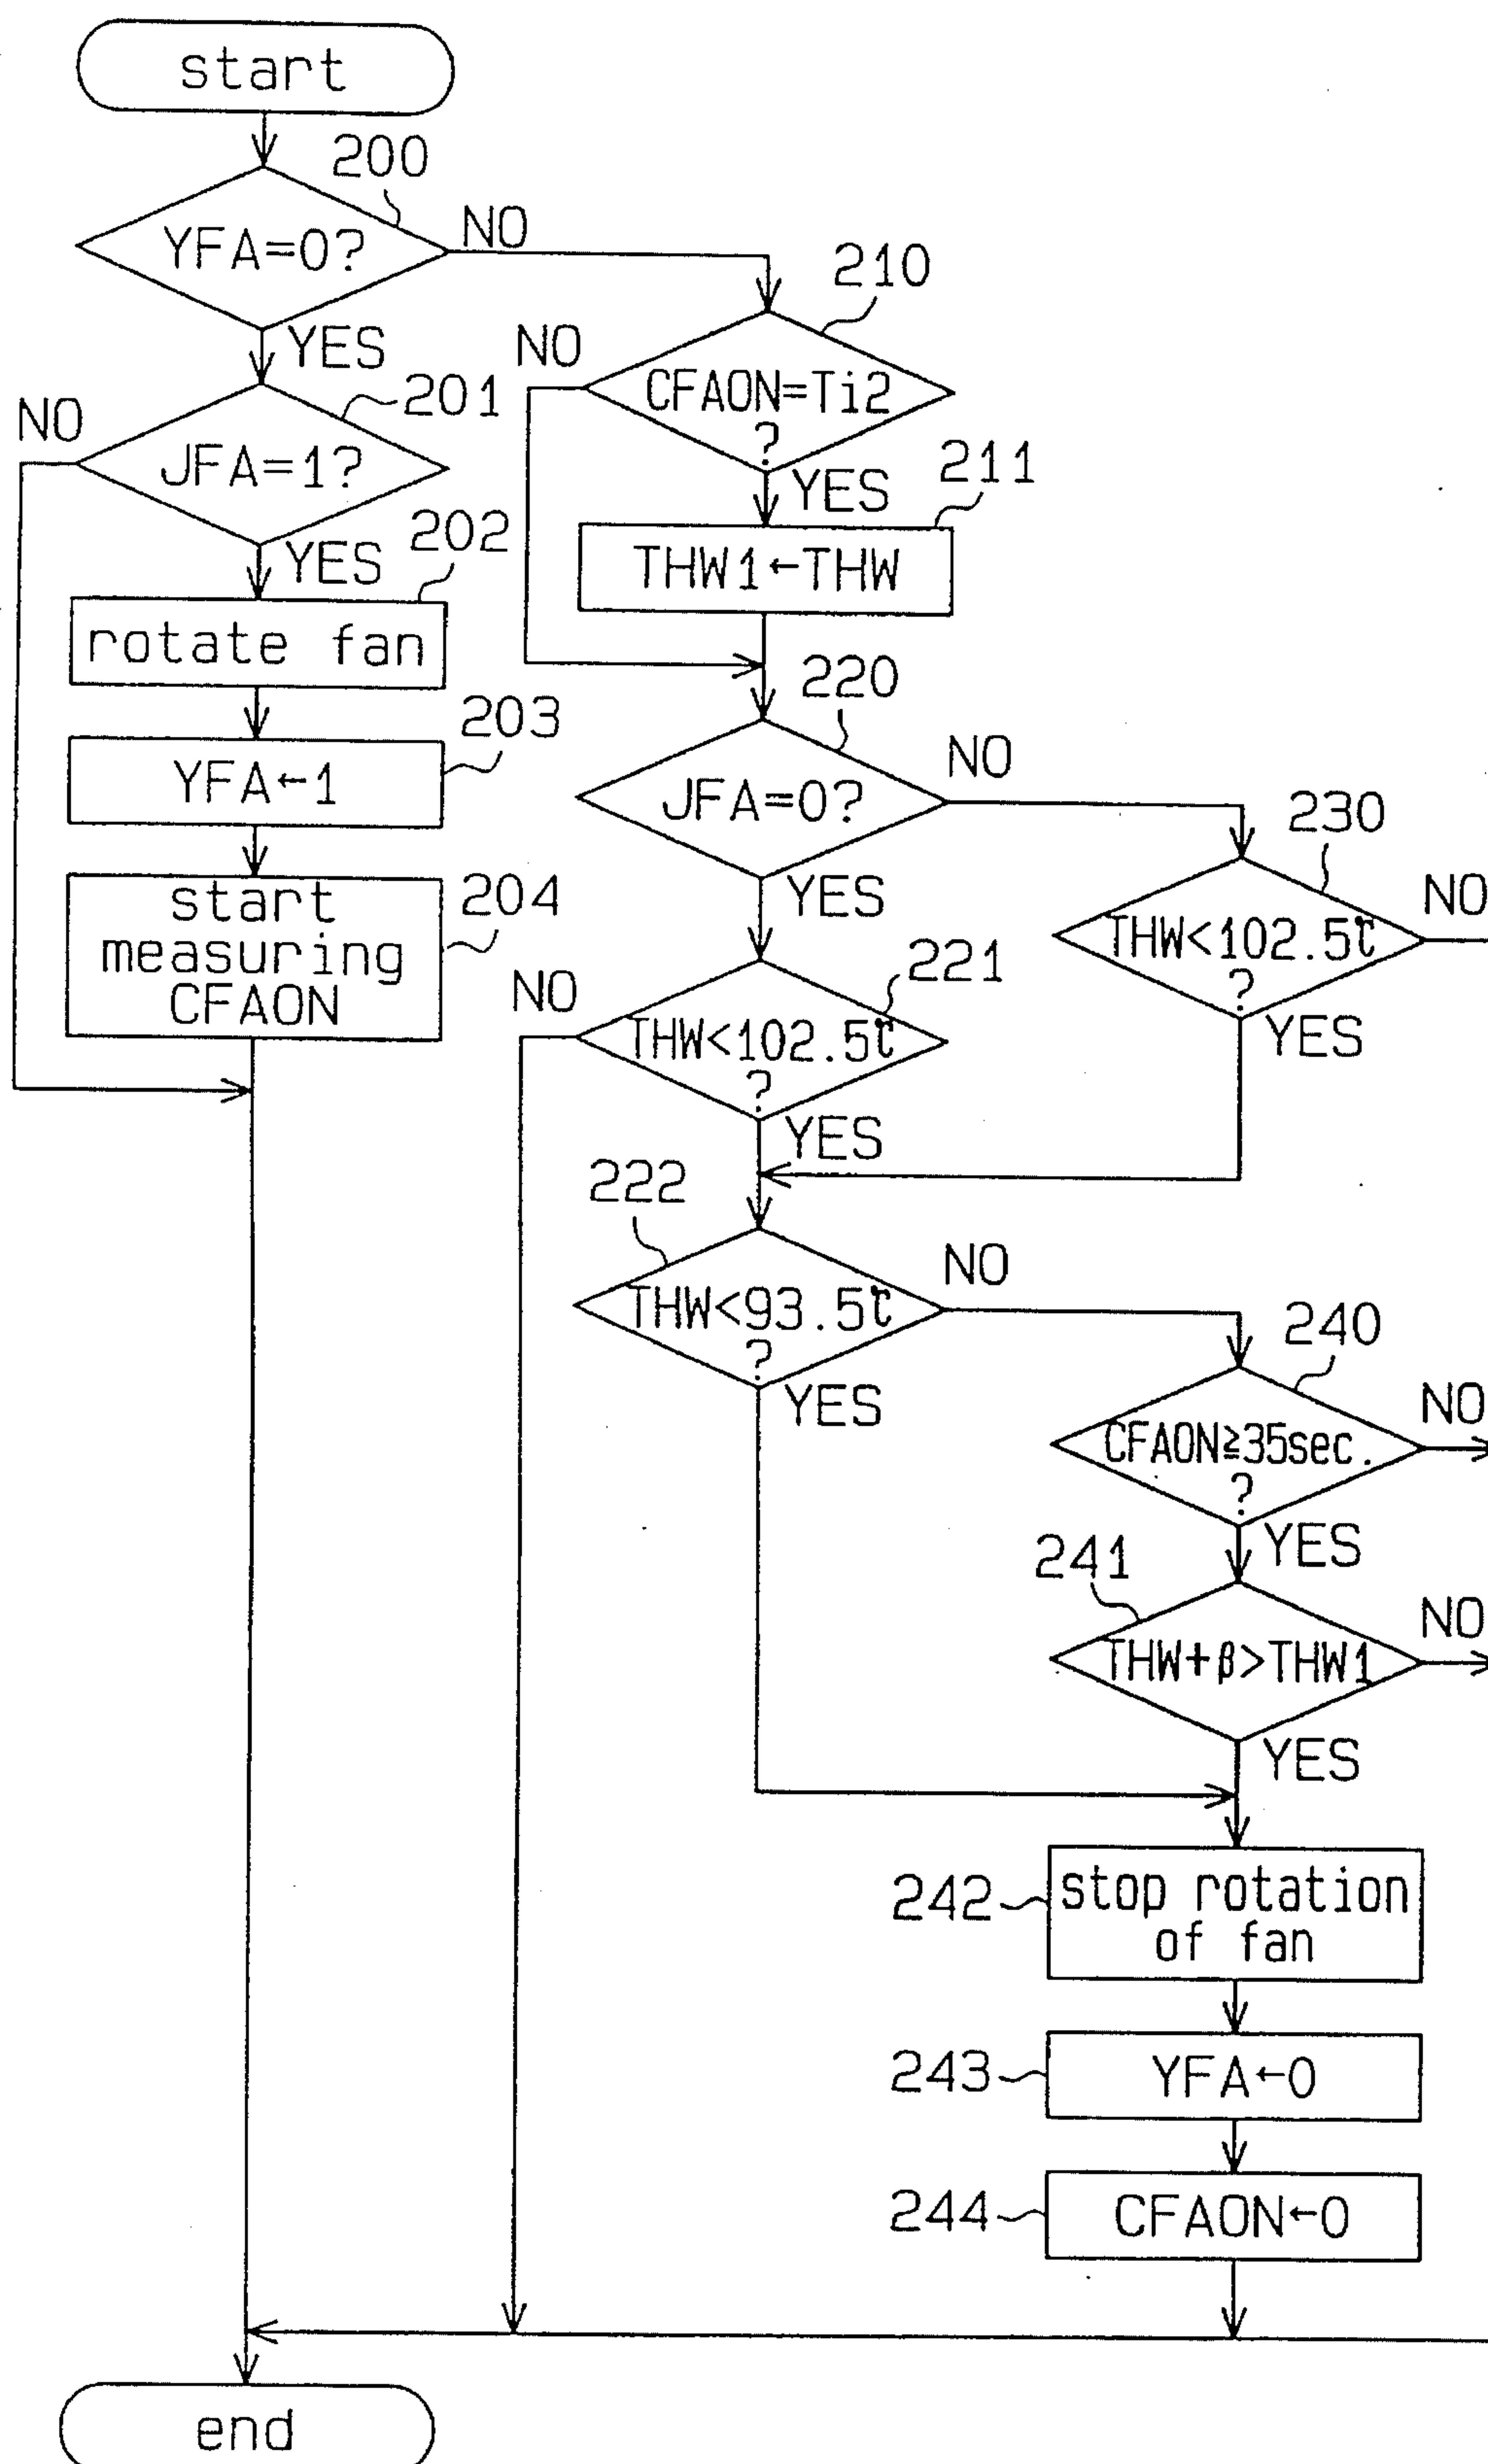 start
200
YFA=0?
NO
YES
201
NO
JFA=1?
YES
202
rotate fan
203
YFA←1
204
start
measuring
CFAON
210
NO
CFAON=Ti2
?
YES
211
THW1←THW
220
JFA=0?
NO
YES
230
THW<102.5℃
?
NO
YES
221
NO
THW<102.5℃
?
YES
222
THW<93.5℃
?
NO
YES
240
CFAON≧35sec.
?
NO
YES
241
THW+β>THW1
NO
YES
242
stop rotation
of fan
243
YFA←0
244
CFAON←0
end